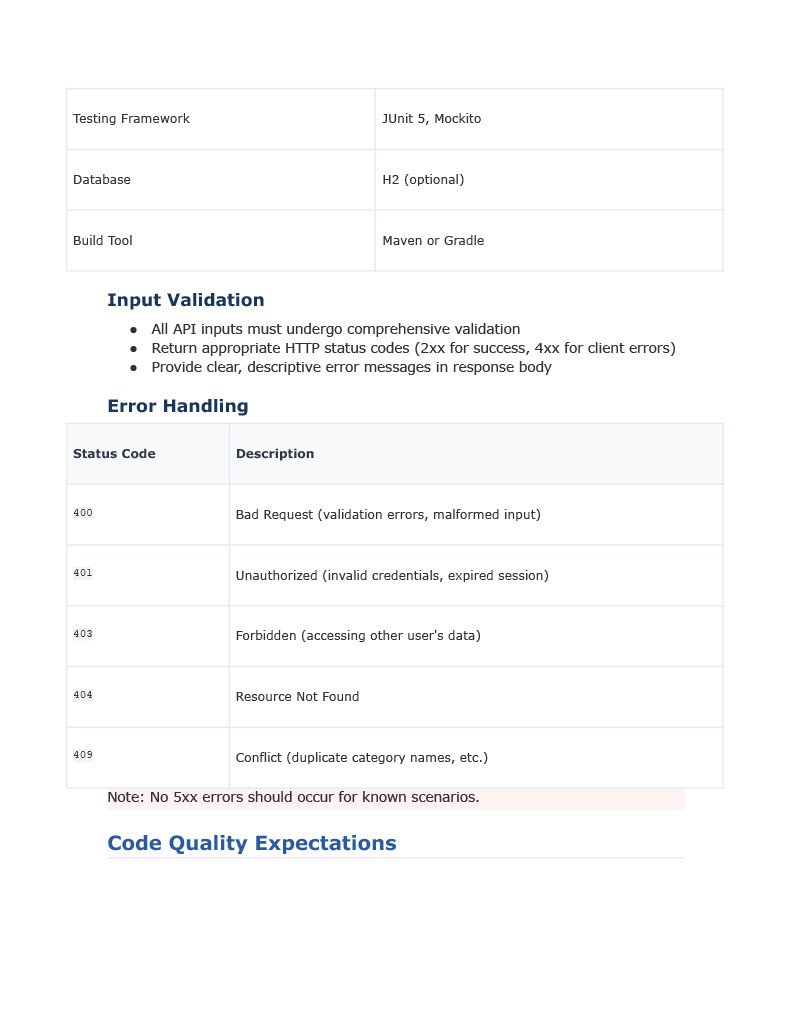 Testing Framework JUnit 5, Mockito
Database H2 (optional)
Build Tool Maven or Gradle
Input Validation
● All API inputs must undergo comprehensive validation
● Return appropriate HTTP status codes (2xx for success, 4xx for client errors)
● Provide clear, descriptive error messages in response body
Error Handling
Status Code Description
400 Bad Request (validation errors, malformed input)
401 Unauthorized (invalid credentials, expired session)
403 Forbidden (accessing other user's data)
404 Resource Not Found
409 Conflict (duplicate category names, etc.)
Note: No 5xx errors should occur for known scenarios.
Code Quality Expectations